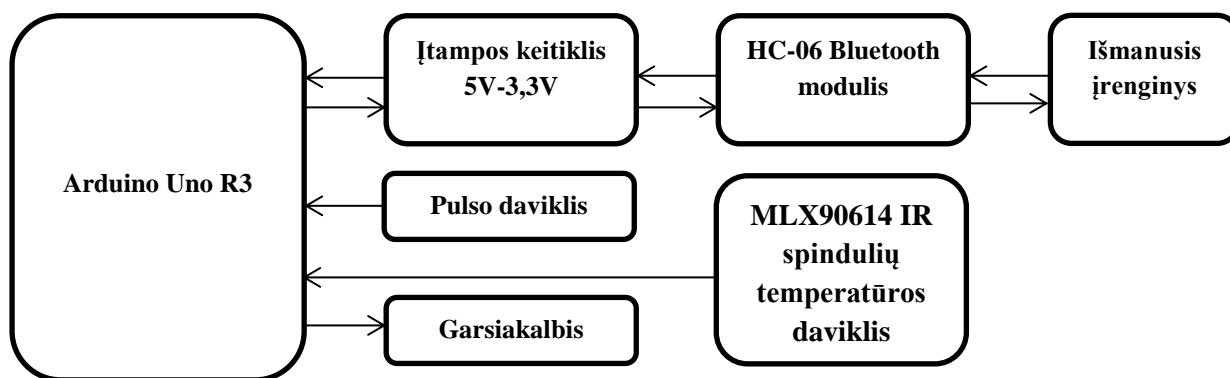 Įtampos keitiklis
5V-3,3V
HC-06 Bluetooth
modulis
Išmanusis
įrenginys
Arduino Uno R3
Pulso daviklis
MLX90614 IR
spindulių
temperatūros
daviklis
Garsiakalbis